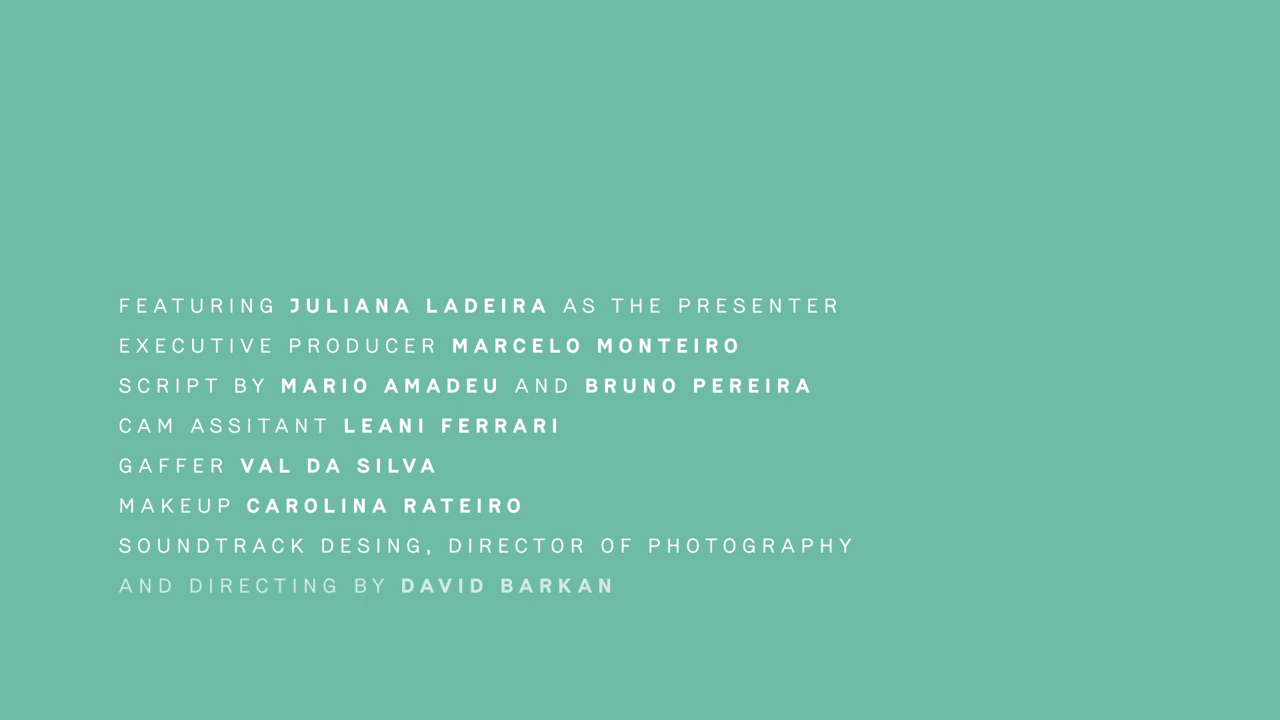 FEATURING JULIANA LADEIRA AS THE PRESENTER
EXECUTIVE PRODUCER MARCELO MONTEIRO
SCRIPT BY MARIO AMADEU AND BRUNO PEREIRA
CAM ASSITANT LEANI FERRARI
GAFFER VAL DA SILVA
MAKEUP CAROLINA RATEIRO
SOUNDTRACK DESING, DIRECTOR OF PHOTOGRAPHY
AND DIRECTING BY DAVID BARKAN